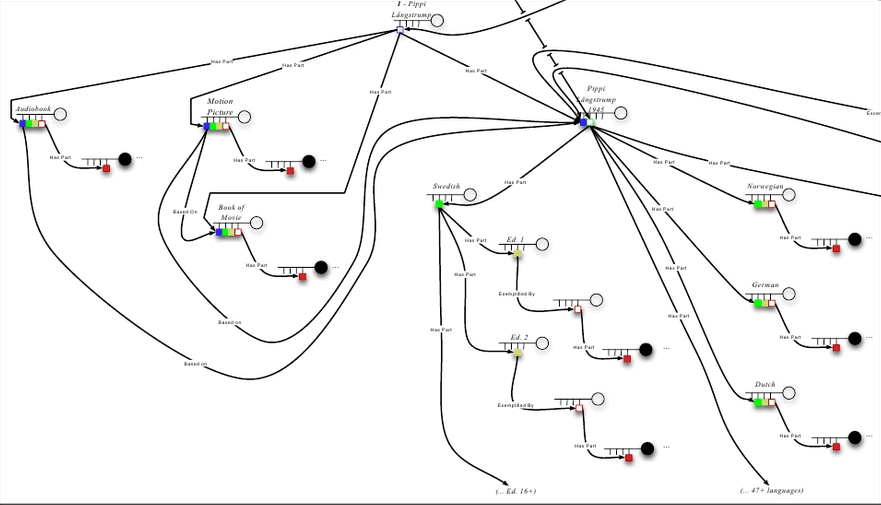 I - Pippi
Långstrump
Has Part
Has Part
Has Part
Has Part
Audiobook
Motion
Picture
Pippi
Långstrump
1945
Has Part
...
Has Part
...
Has Part
Has Part
Has Part
Swedish
Norwegian
Based On
Book of
Movie
Has Part
Has Part
Ed. 1
Has Part
...
Has Part
...
Has Part
Has Part
German
Exemplified By
Based on
Has Part
Has Part
Has Part
...
Ed. 2
Has Part
...
Based on
Dutch
Exemplified By
Has Part
...
Has Part
...
(... Ed. 16+)
(... 47+ languages)